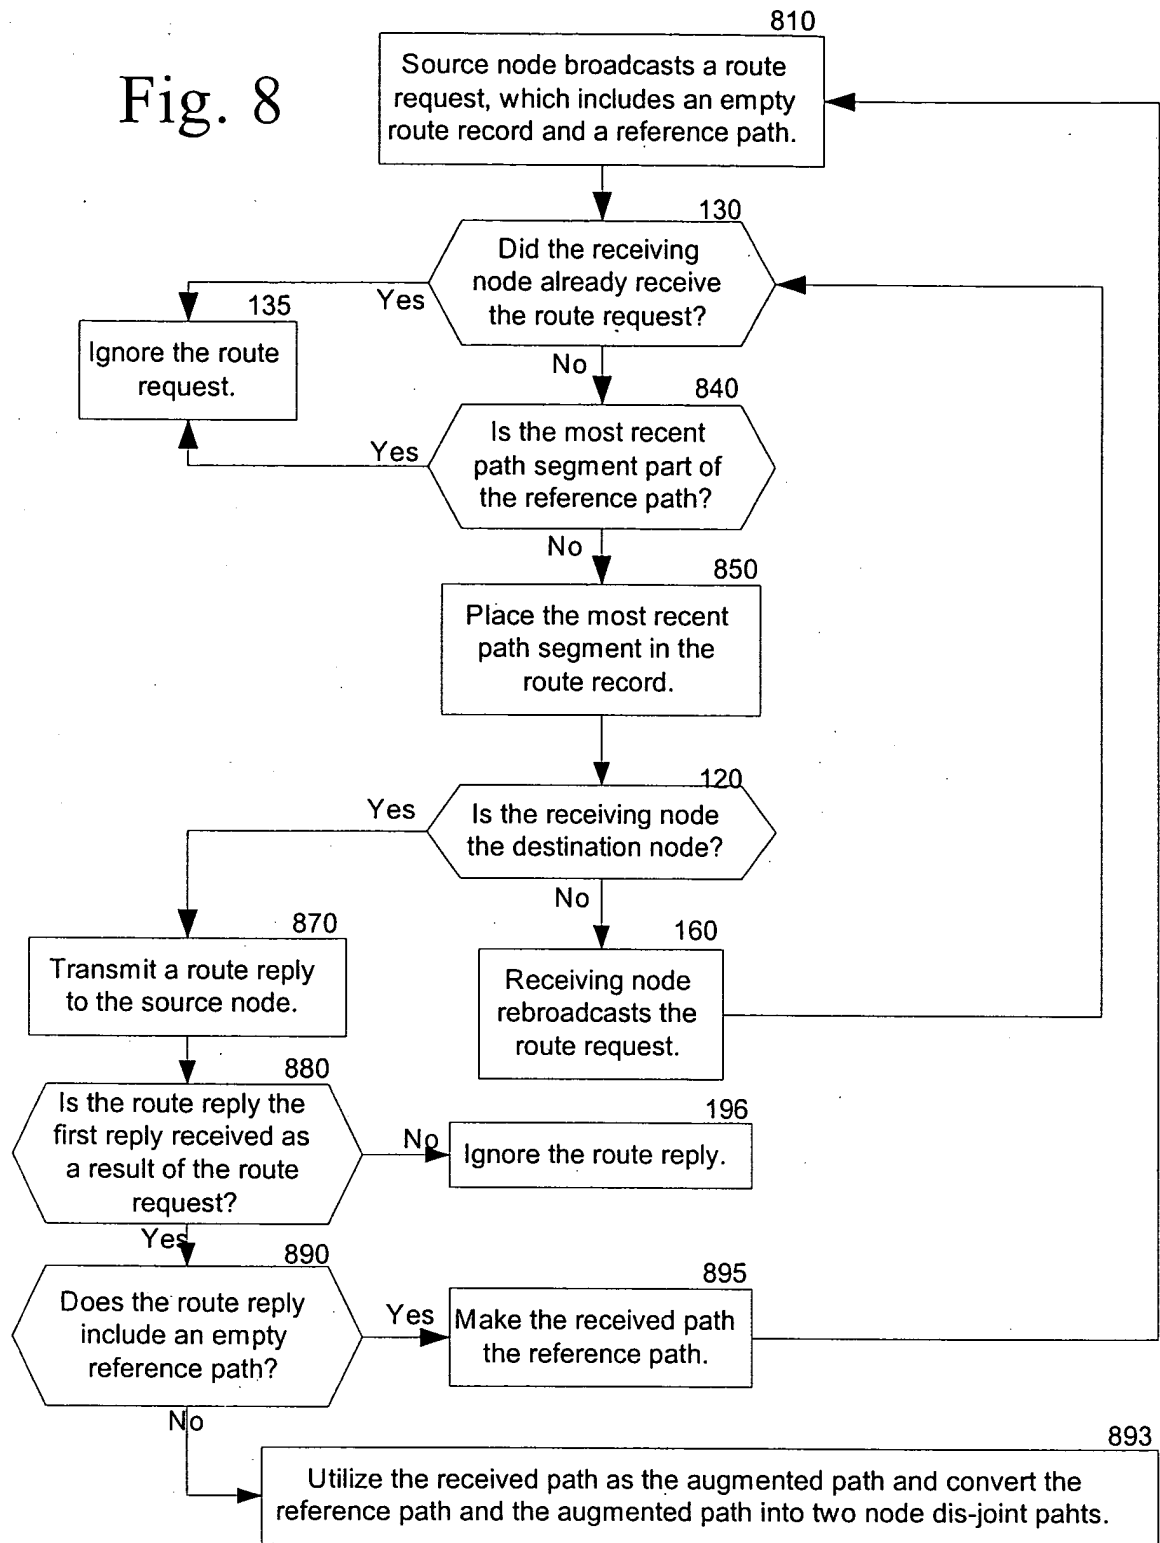 Fig. 8
810
Source node broadcasts a route
request, which includes an empty
route record and a reference path.
130
Did the receiving
node already receive
the route request?
Yes
135
Ignore the route
request.
No
840
Is the most recent
path segment part of
the reference path?
Yes
No
850
Place the most recent
path segment in the
route record.
120
Is the receiving node
the destination node?
Yes
No
870
Transmit a route reply
to the source node.
160
Receiving node
rebroadcasts the
route request.
880
Is the route reply the
first reply received as
a result of the route
request?
No
196
Ignore the route reply.
Yes
890
Does the route reply
include an empty
reference path?
Yes
895
Make the received path
the reference path.
No
893
Utilize the received path as the augmented path and convert the
reference path and the augmented path into two node dis-joint pahts.